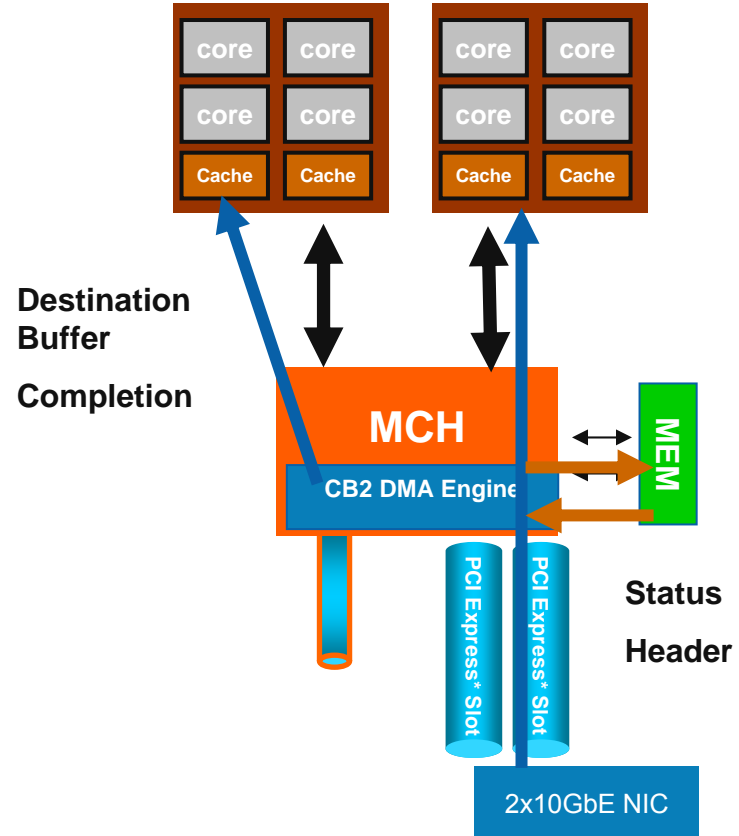 core core core core
core core core core
Cache Cache Cache Cache
Destination
Buffer
Completion
MCH
MEM
CB2 DMA Engine
PCI Express* Slot
PCI Express* Slot
Status
Header
2x10GbE NIC